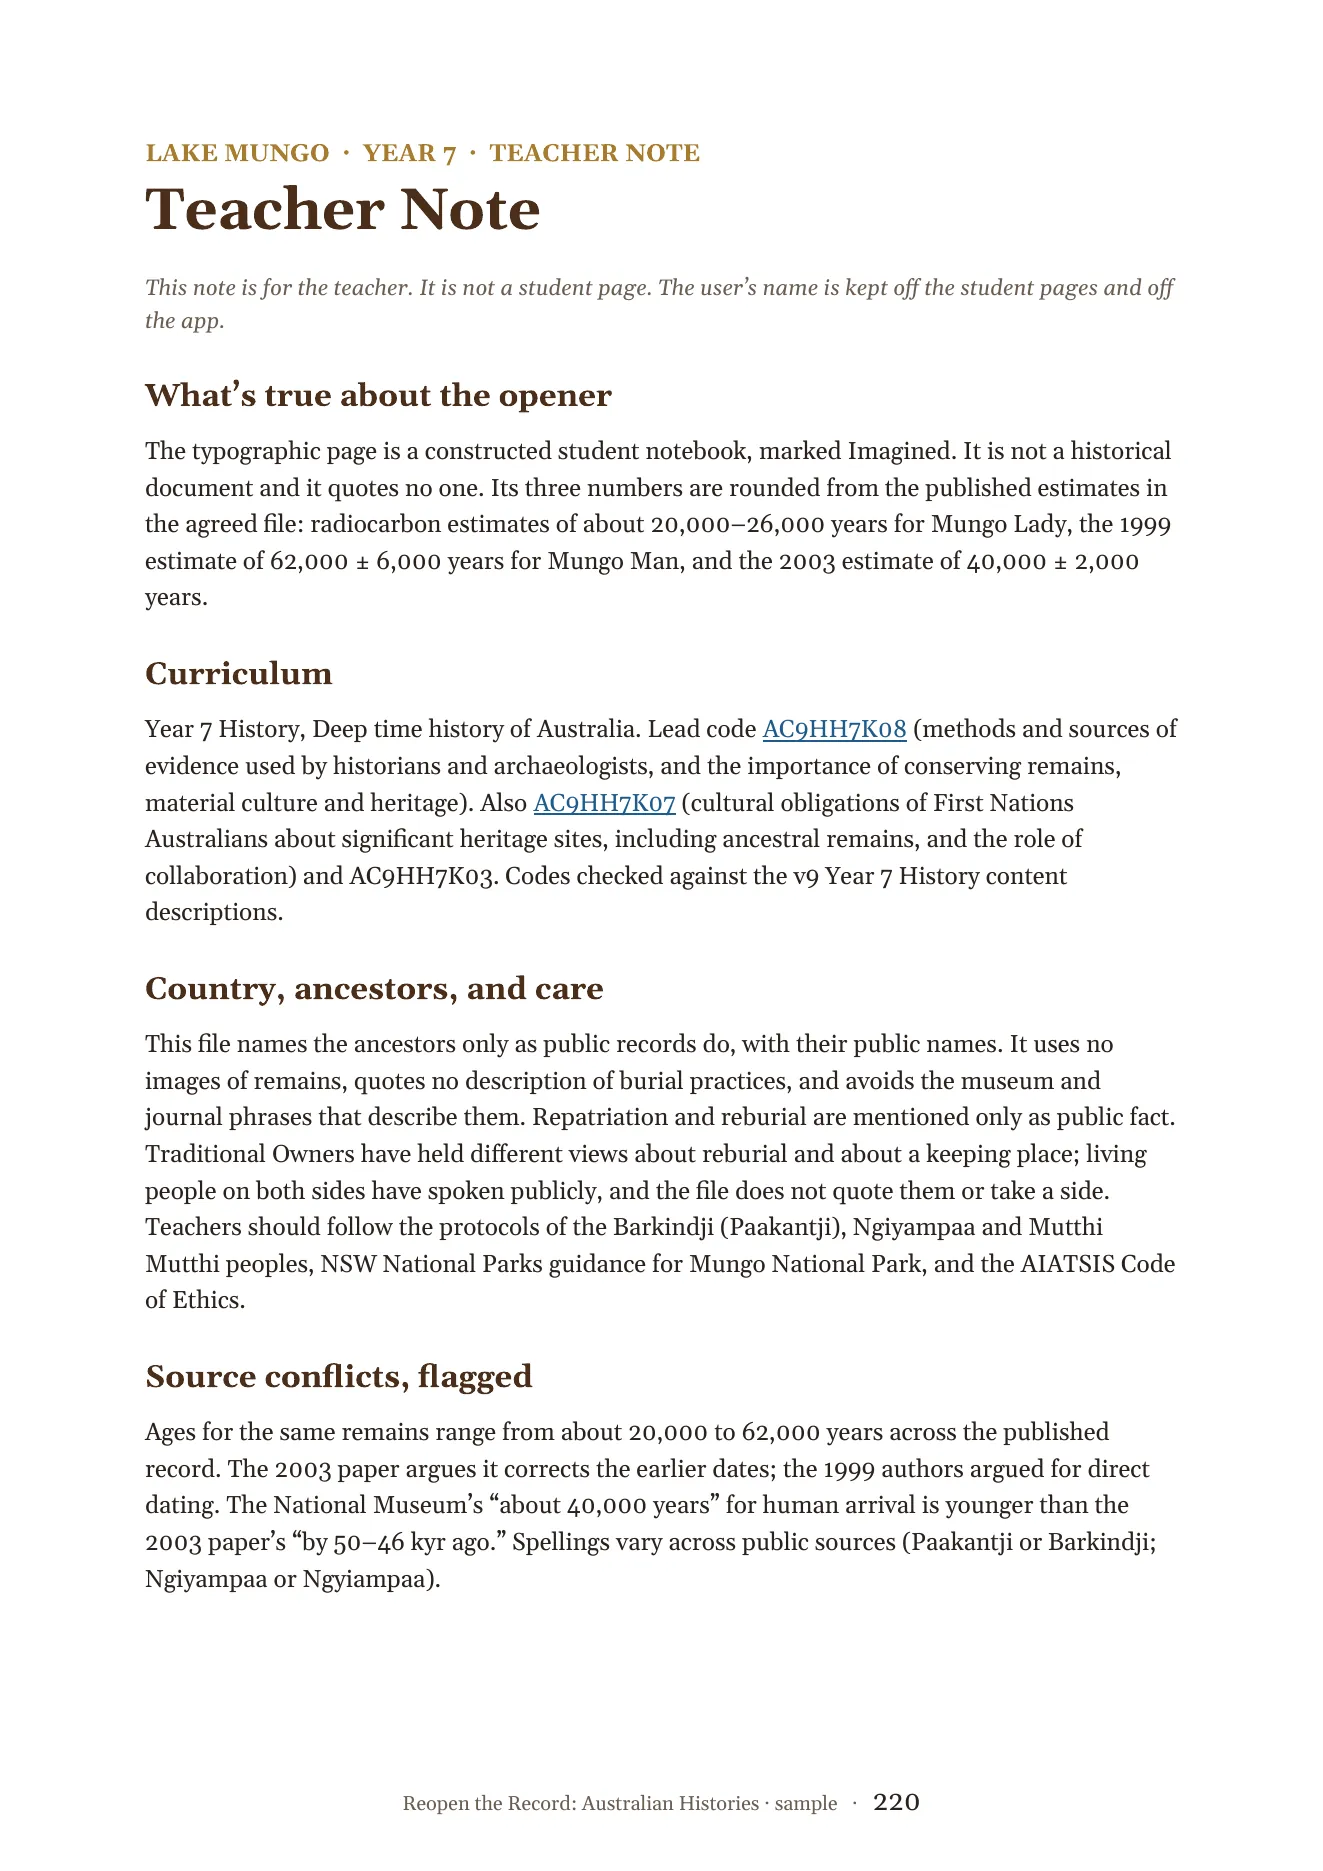 LAKE MUNGO · YEAR 7 · TEACHER NOTE
Teacher Note
This note is for the teacher. It is not a student page. The user’s name is kept off the student pages and off
the app.
What’s true about the opener
The typographic page is a constructed student notebook, marked Imagined. It is not a historical
document and it quotes no one. Its three numbers are rounded from the published estimates in
the agreed file: radiocarbon estimates of about 20,000–26,000 years for Mungo Lady, the 1999
estimate of 62,000 ± 6,000 years for Mungo Man, and the 2003 estimate of 40,000 ± 2,000
years.
Curriculum
Year 7 History, Deep time history of Australia. Lead code AC9HH7K08 (methods and sources of
evidence used by historians and archaeologists, and the importance of conserving remains,
material culture and heritage). Also AC9HH7K07 (cultural obligations of First Nations
Australians about significant heritage sites, including ancestral remains, and the role of
collaboration) and AC9HH7K03. Codes checked against the v9 Year 7 History content
descriptions.
Country, ancestors, and care
This file names the ancestors only as public records do, with their public names. It uses no
images of remains, quotes no description of burial practices, and avoids the museum and
journal phrases that describe them. Repatriation and reburial are mentioned only as public fact.
Traditional Owners have held different views about reburial and about a keeping place; living
people on both sides have spoken publicly, and the file does not quote them or take a side.
Teachers should follow the protocols of the Barkindji (Paakantji), Ngiyampaa and Mutthi
Mutthi peoples, NSW National Parks guidance for Mungo National Park, and the AIATSIS Code
of Ethics.
Source conflicts, flagged
Ages for the same remains range from about 20,000 to 62,000 years across the published
record. The 2003 paper argues it corrects the earlier dates; the 1999 authors argued for direct
dating. The National Museum’s “about 40,000 years” for human arrival is younger than the
2003 paper’s “by 50–46 kyr ago.” Spellings vary across public sources (Paakantji or Barkindji;
Ngiyampaa or Ngyiampaa).
Reopen the Record: Australian Histories · sample · 220